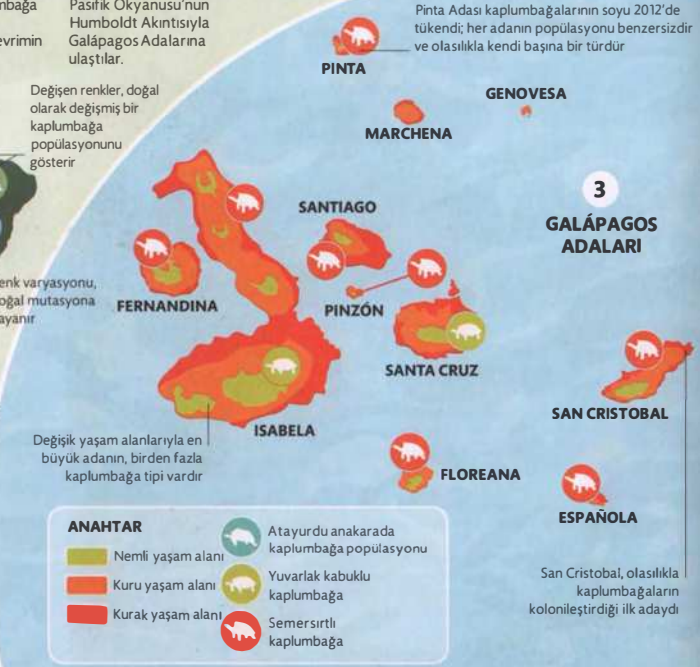 Pasifik Okyanusu'nun
Humboldt Akıntısıyla
Galápagos Adalarına
ulaştılar.
Pinta Adası kaplumbağalarının soyu 2012'de
tükendi; her adanın popülasyonu benzersizdir
ve olasılıkla kendi başına bir türdür
Değişen renkler, doğal
olarak değişmiş bir
kaplumbağa
popülasyonunu
gösterir
PINTA
GENOVESA
MARCHENA
3
GALÁPAGOS
ADALARI
SANTIAGO
FERNANDINA
PINZÓN
SANTA CRUZ
ISABELA
SAN CRISTOBAL
FLOREANA
ESPAÑOLA
Değişik yaşam alanlarıyla en
büyük adanın, birden fazla
kaplumbağa tipi vardır
San Cristobal, olasılıkla
kaplumbağaların
kolonileştirdiği ilk adaydı
ANAHTAR
Nemli yaşam alanı
Kuru yaşam alanı
Kurak yaşam alanı
Atayurdu anakarada
kaplumbağa popülasyonu
Yuvarlak kabuklu
kaplumbağa
Semersırtlı
kaplumbağa